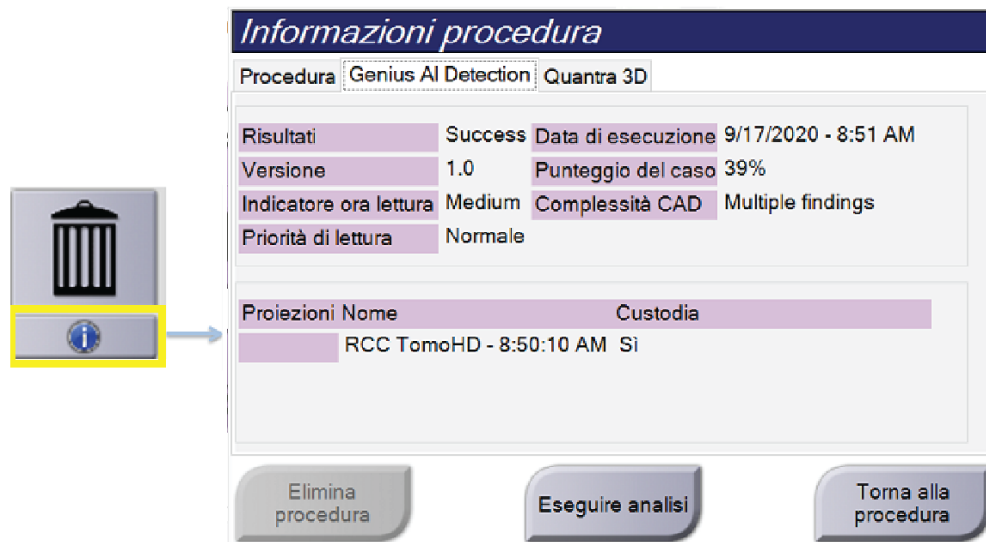 Informazioni procedura
Procedura Genius AI Detection Quantra 3D
Risultati Success Data di esecuzione 9/17/2020 - 8:51 AM
Versione 1.0 Punteggio del caso 39%
Indicatore ora lettura Medium Complessità CAD Multiple findings
Priorità di lettura Normale
Proiezioni Nome Custodia
RCC TomoHD - 8:50:10 AM Sì
Elimina
procedura
Eseguire analisi
Torna alla
procedura